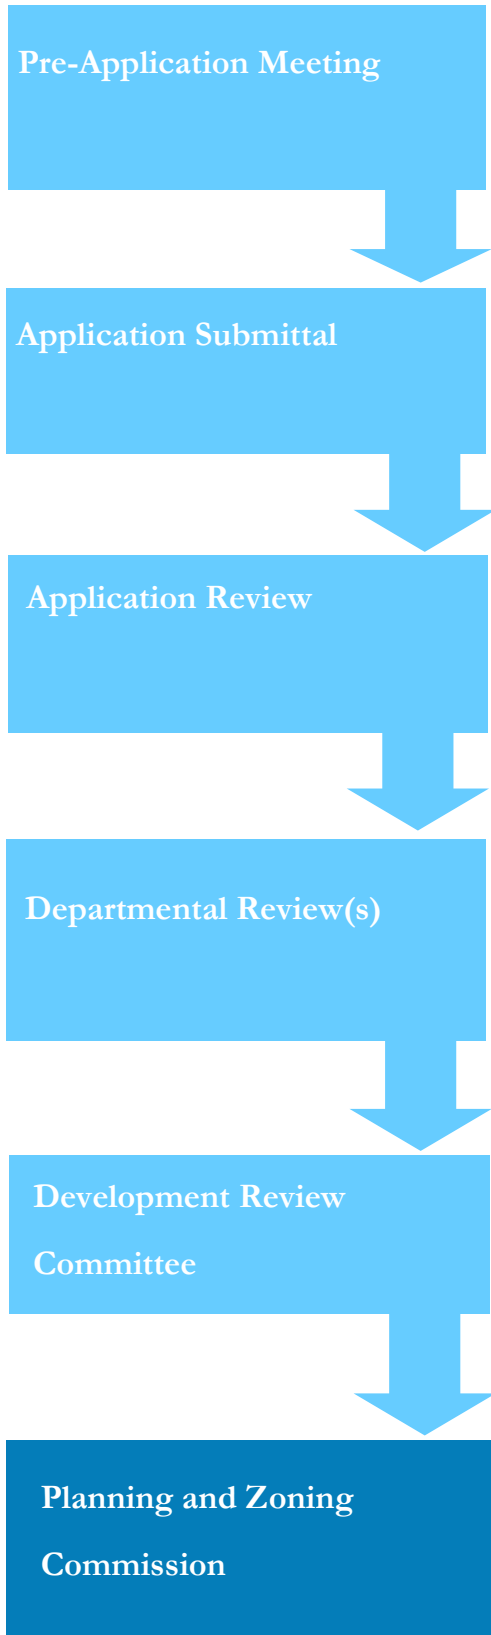 Pre-Application Meeting
Application Submittal
Application Review
Departmental Review(s)
Development Review
Committee
Planning and Zoning
Commission